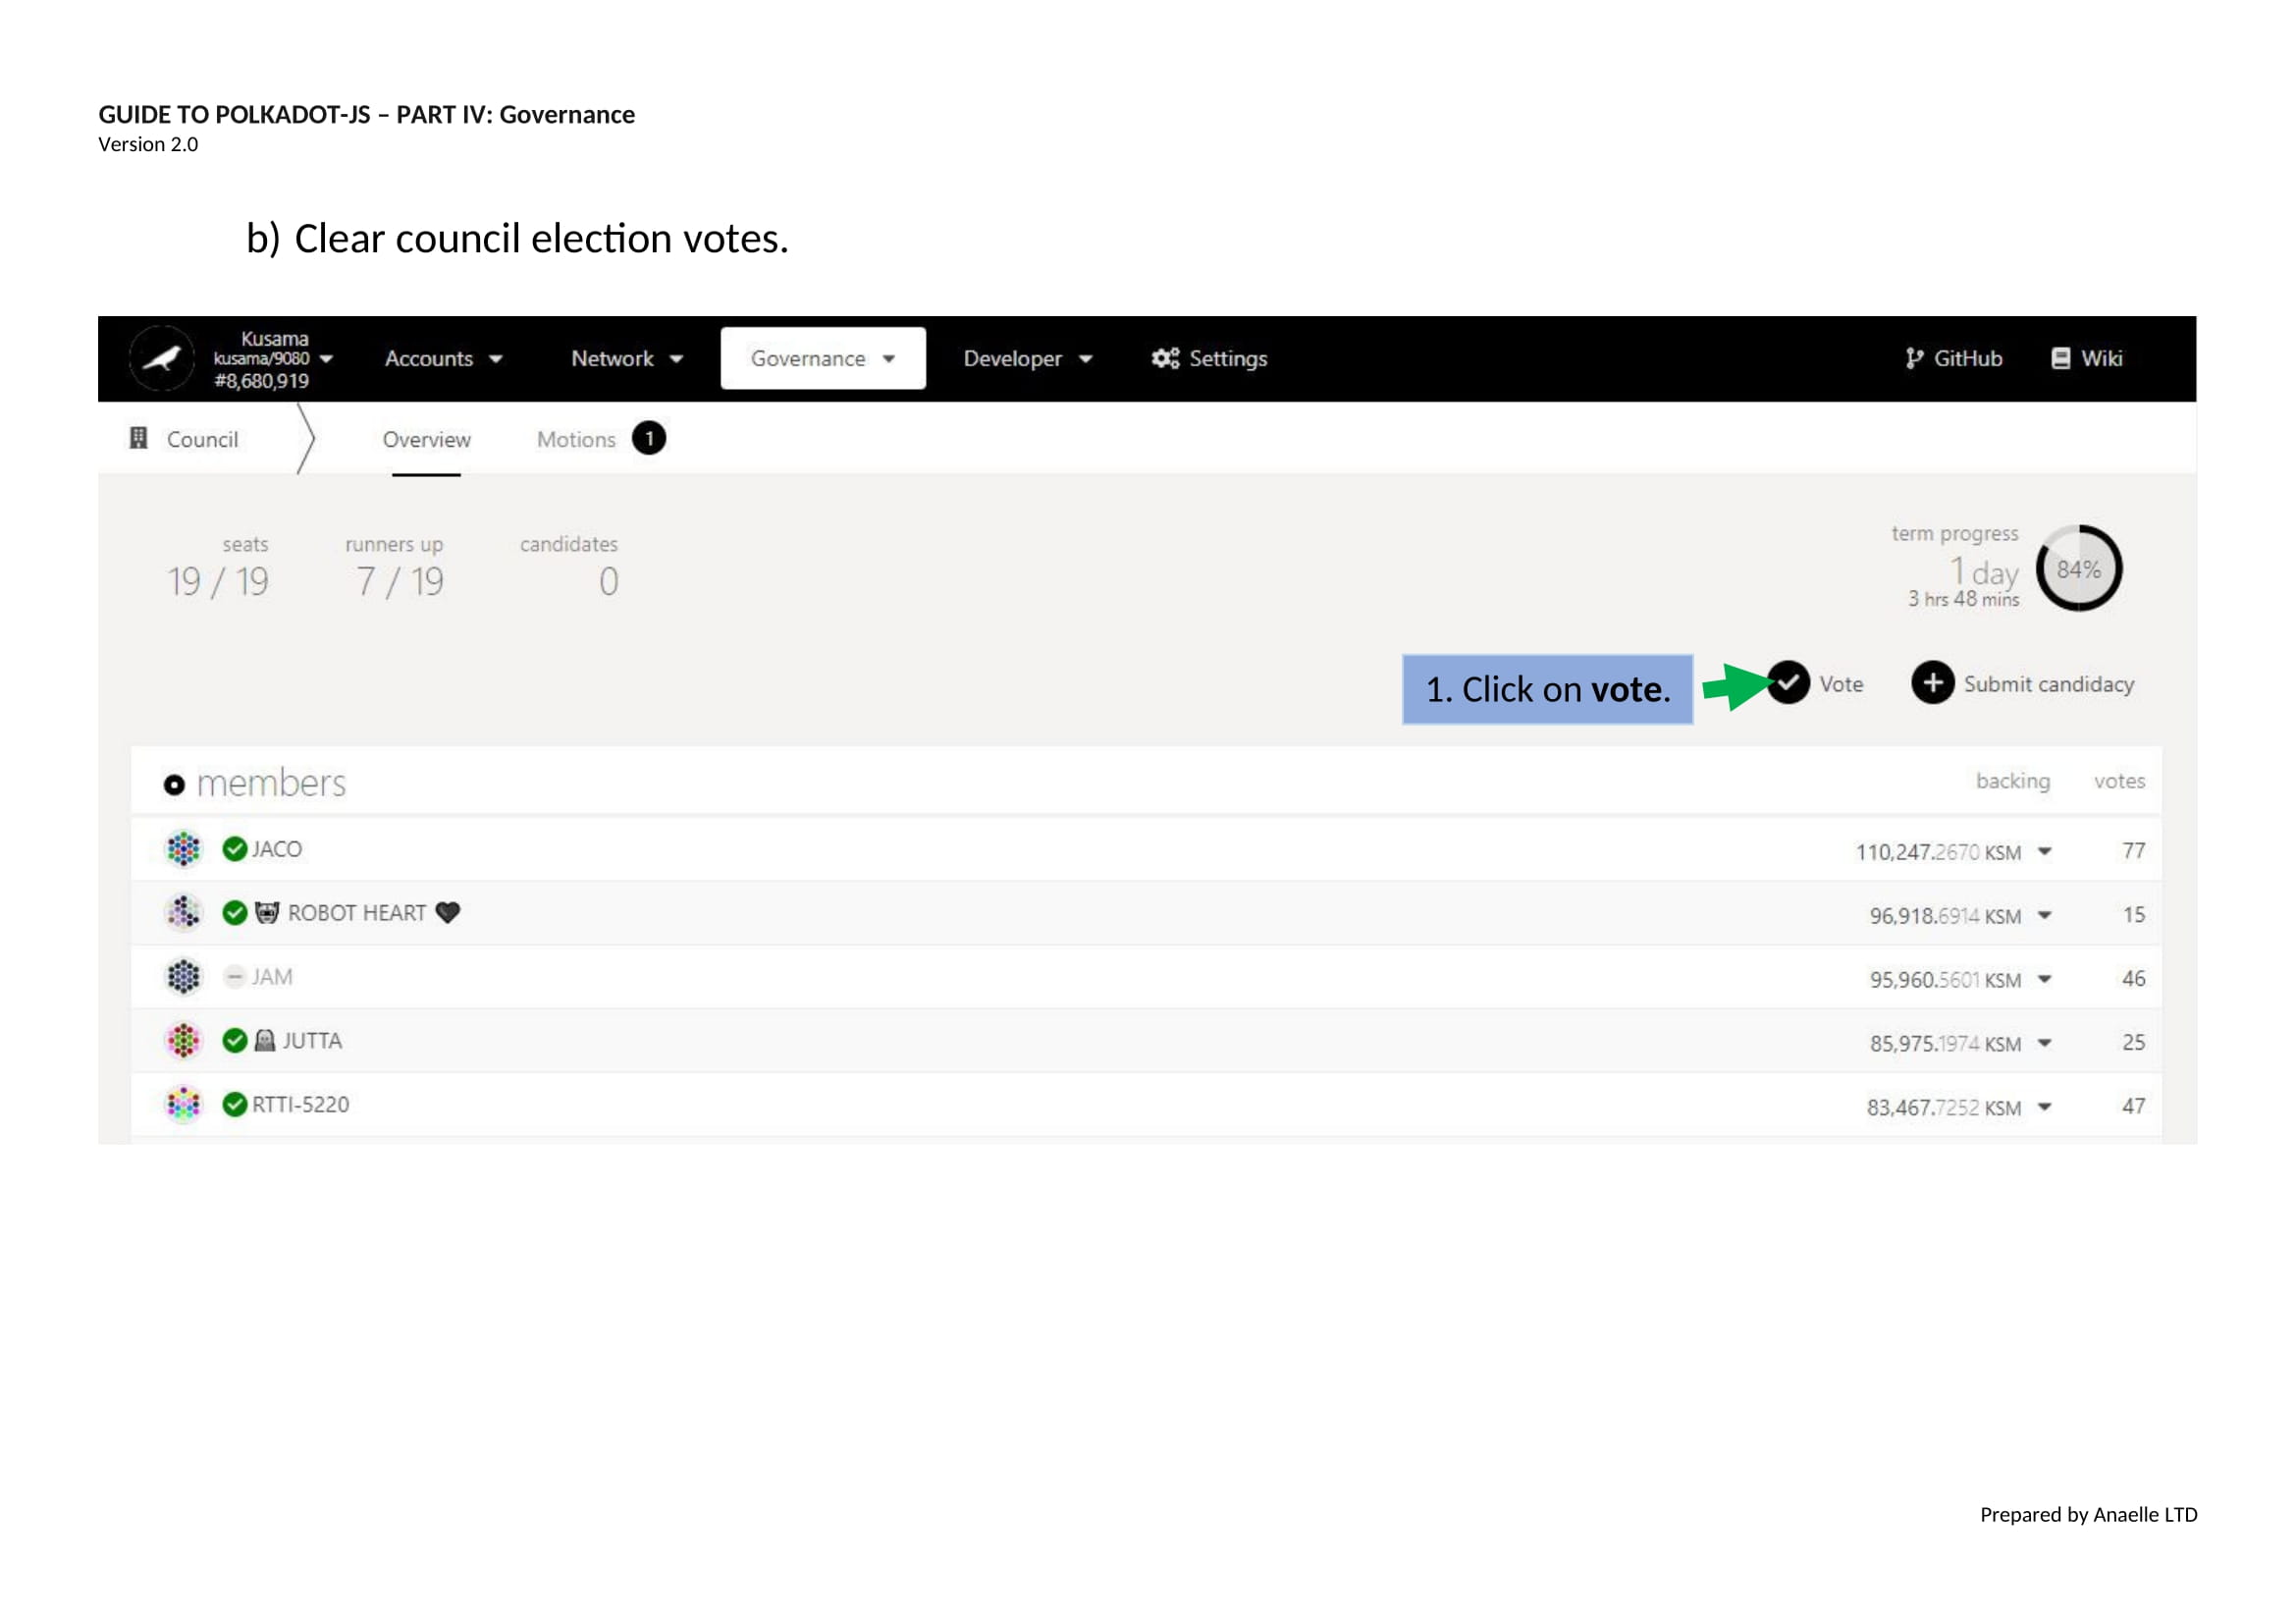 GUIDE TO POLKADOT-JS – PART IV: Governance
Version 2.0
b) Clear council election votes.
Kusama
kusama/9080
#8,680,919
Accounts
Network
Governance
Developer
Settings
GitHub
Wiki
Council
Overview
Motions 1
seats
19 / 19
runners up
7 / 19
candidates
0
term progress
1 day
3 hrs 48 mins
84%
1. Click on vote.
Vote
Submit candidacy
members backing votes
JACO 110,247.2670 KSM 77
ROBOT HEART 96,918.6914 KSM 15
JAM 95,960.5601 KSM 46
JUTTA 85,975.1974 KSM 25
RTTI-5220 83,467.7252 KSM 47
Prepared by Anaelle LTD